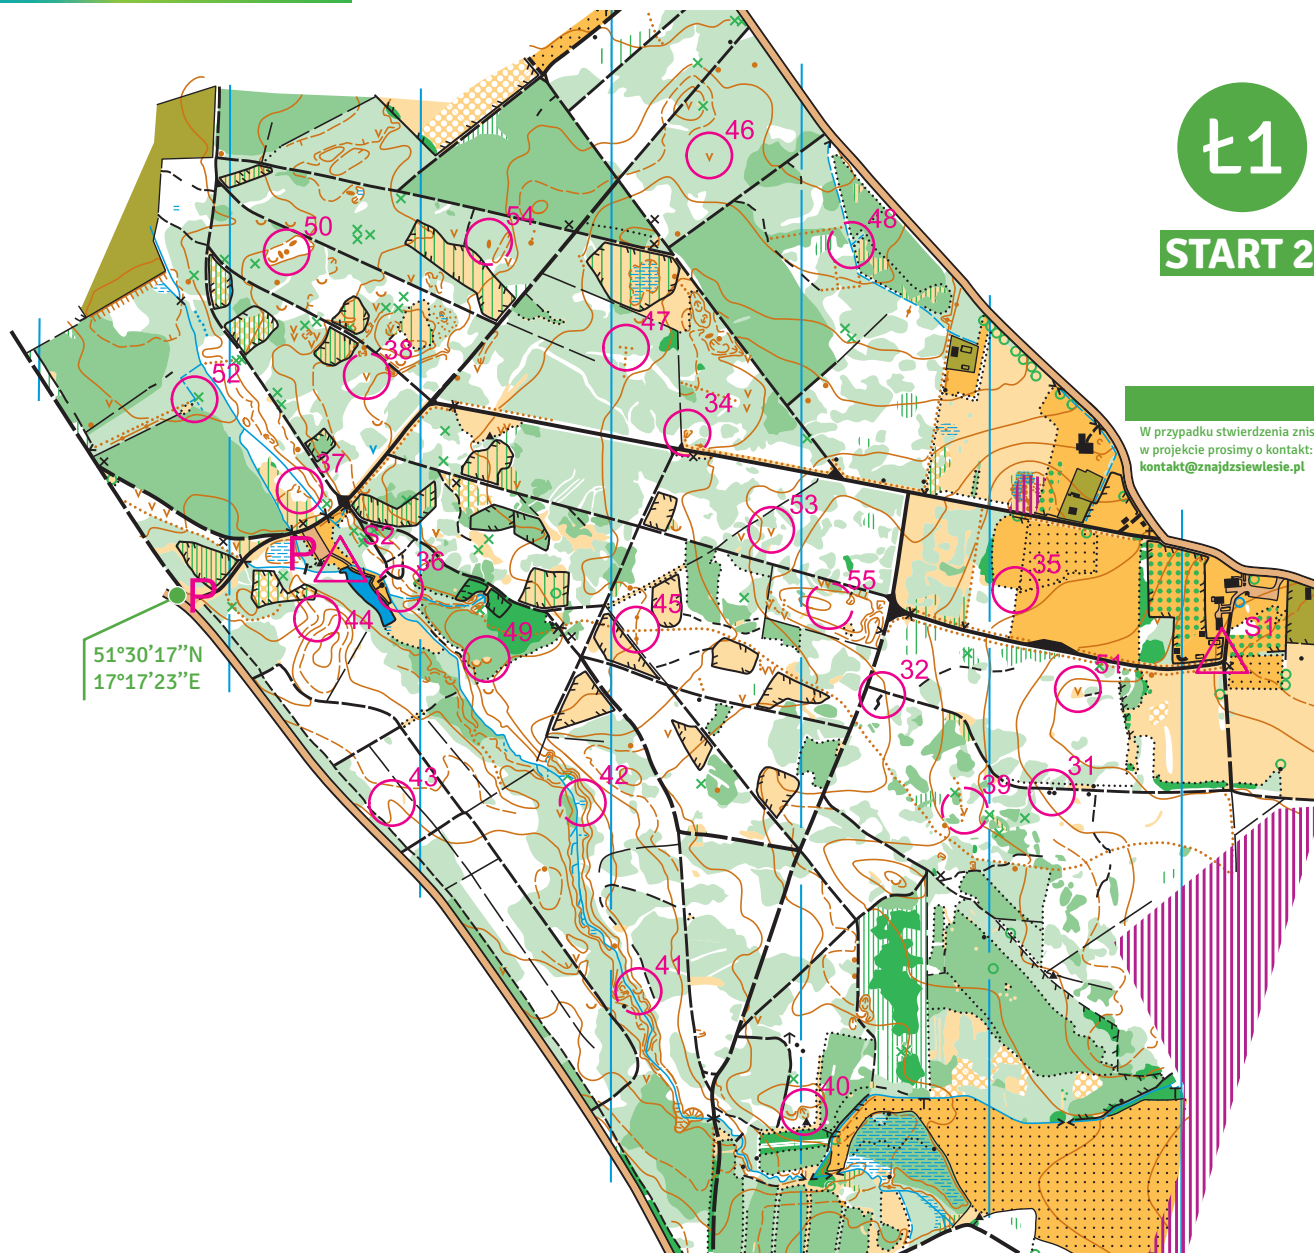 Ł1
START 2
W przypadku stwierdzenia znis
w projekcie prosimy o kontakt:
kontakt@znajdzsiewlesie.pl
46
48
50
54
47
38
52
34
37
53
S2
P
36
35
55
P
44
45
49
S1
51°30’17’’N
17°17’23’’E
32
51
31
43
42
39
41
40